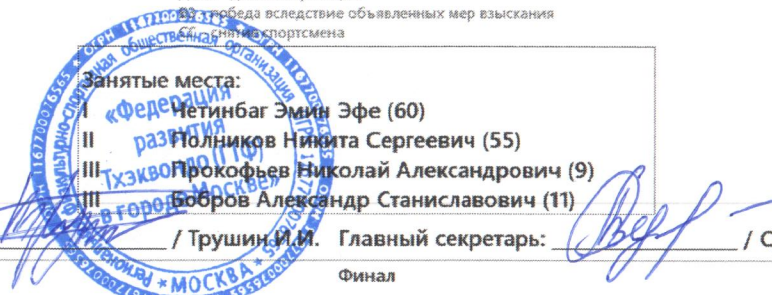 победа вследствие объявленных мер взыскания
снятие спортсмена
Занятые места:
I Четинбаг Эмин Эфе (60)
II Полников Никита Сергеевич (55)
III Прокофьев Николай Александрович (9)
III Бобров Александр Станиславович (11)
/ Трушин И.И. Главный секретарь: / С
Финал
«Федерация
развития
Тхэквондо (ГТФ)
в городе Москве»
* МОСКВА *